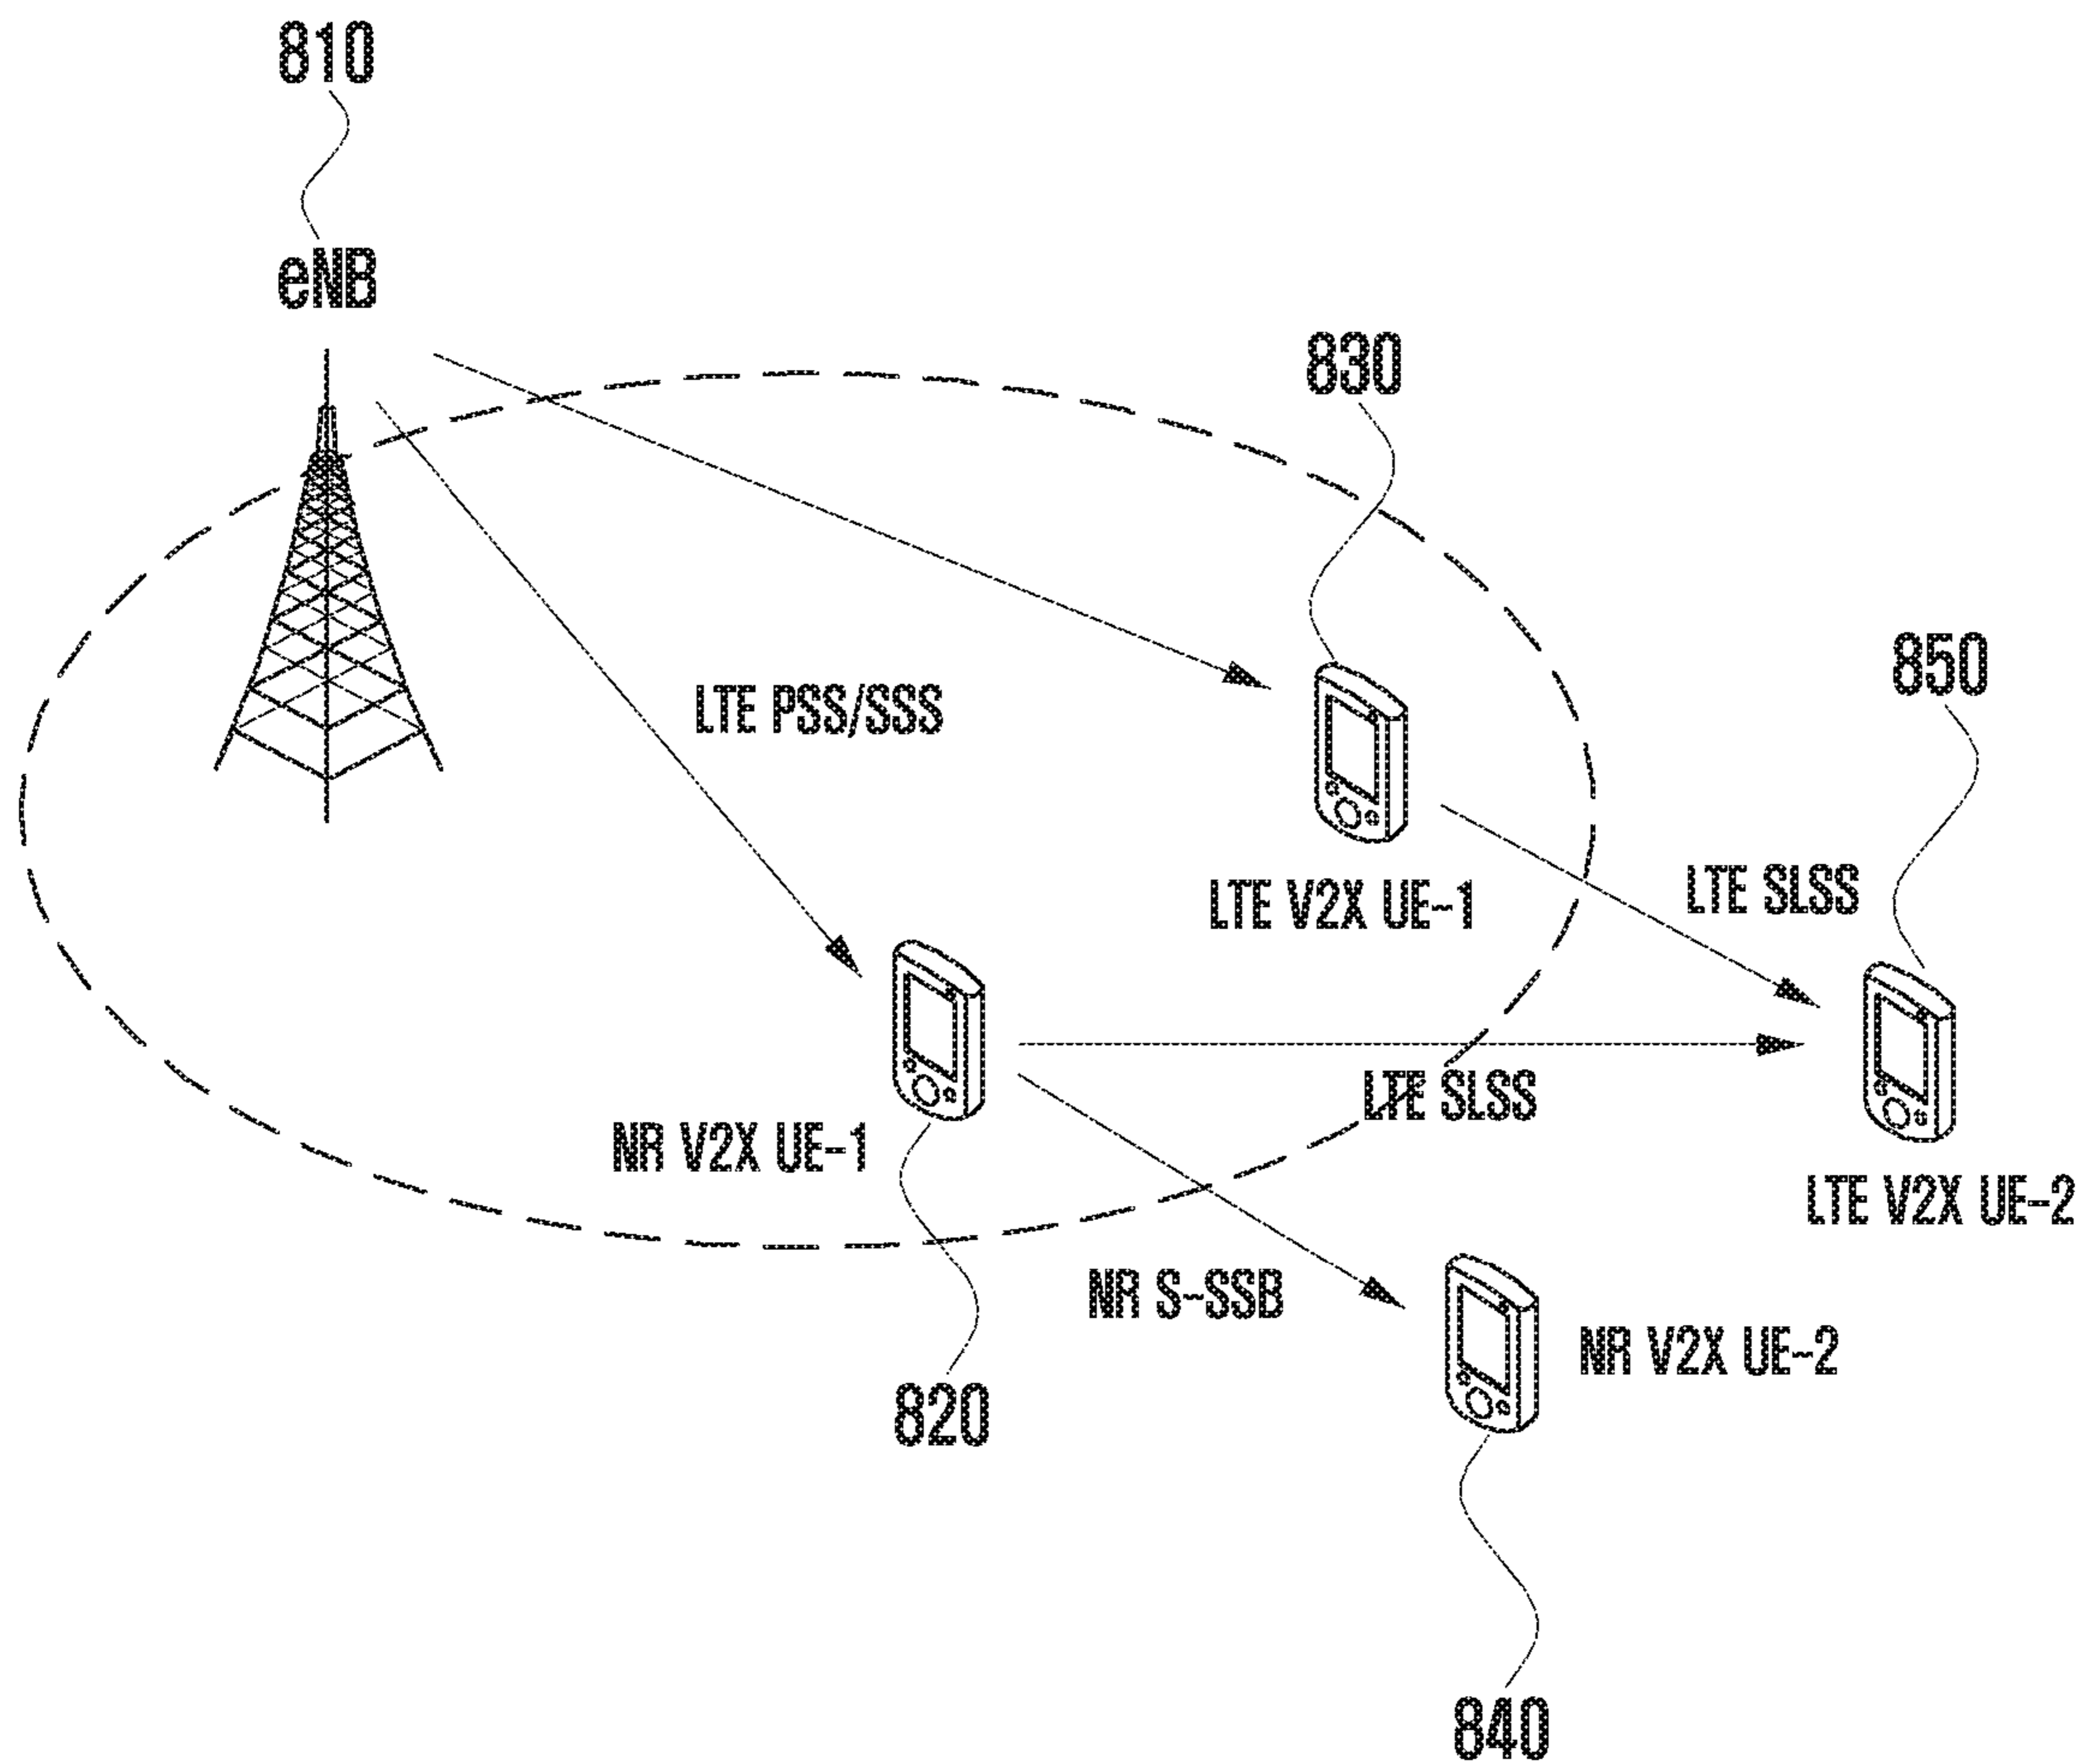 810
eNB
830
850
LTE PSS/SSS
LTE SLSS
LTE V2X UE-1
LTE SLSS
NR V2X UE-1
LTE V2X UE-2
NR S-SSB
NR V2X UE-2
820
840